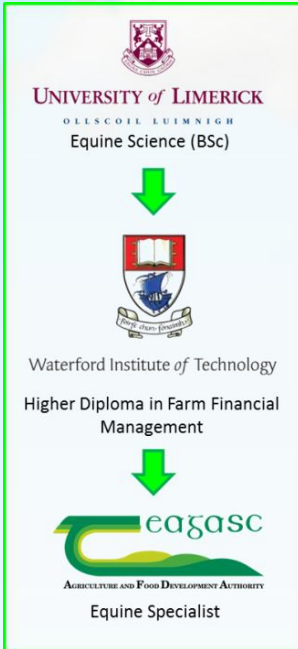 UNIVERSITY of LIMERICK
OLLSCOIL LUIMNIGH
Equine Science (BSc)
Waterford Institute of Technology
Higher Diploma in Farm Financial
Management
eagasc
AGRICULTURE AND FOOD DEVELOPMENT AUTHORITY
Equine Specialist